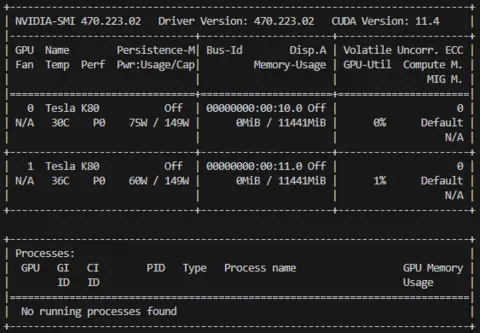 NVIDIA-SMI 470.223.02   Driver Version: 470.223.02   CUDA Version: 11.4
GPU  Name        Persistence-M| Bus-Id        Disp.A | Volatile Uncorr. ECC
Fan  Temp  Perf  Pwr:Usage/Cap|         Memory-Usage | GPU-Util  Compute M.
MIG M.
0  Tesla K80           Off  | 00000000:00:10.0 Off |                    0
N/A   30C    P0    75W / 149W |      0MiB / 11441MiB |      0%      Default
N/A
1  Tesla K80           Off  | 00000000:00:11.0 Off |                    0
N/A   36C    P0    60W / 149W |      0MiB / 11441MiB |      1%      Default
N/A
Processes:
GPU   GI   CI        PID   Type   Process name                  GPU Memory
ID   ID                                                   Usage
No running processes found